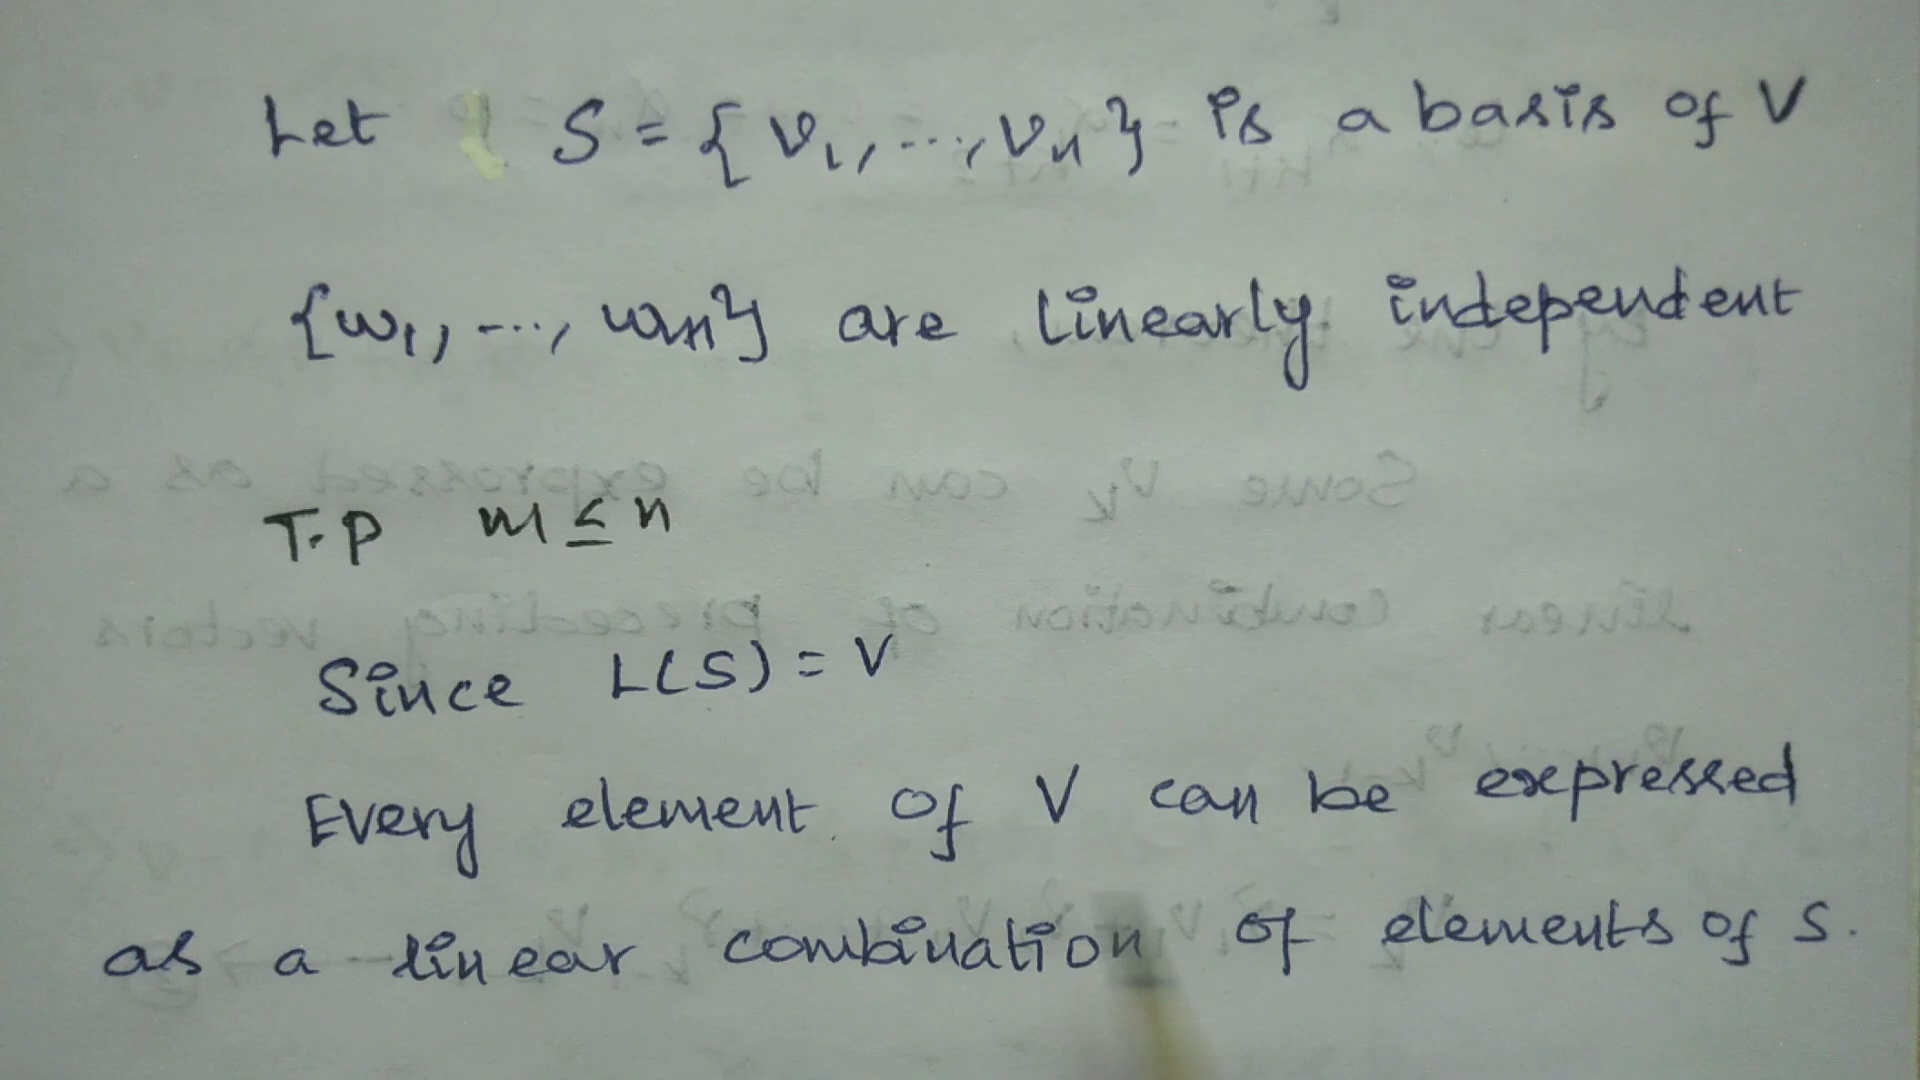 Let S = { v1, ..., vn } is a basis of V
{w1, ..., wm} are linearly independent
T.P m ≤ n
Since L(S) = V
Every element of V can be expressed
as a linear combination of elements of S.